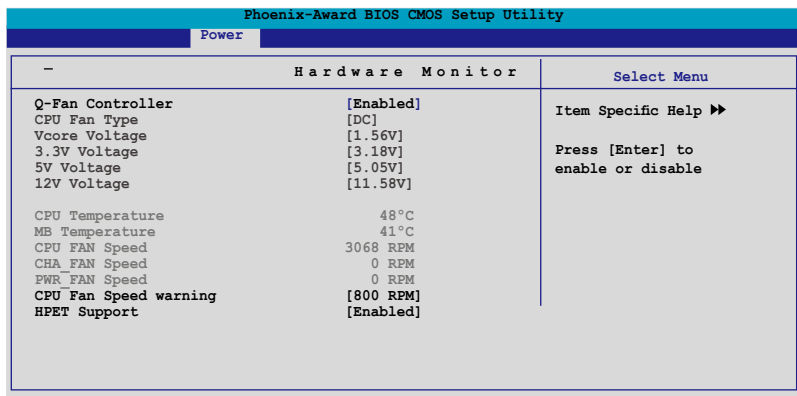 Phoenix-Award BIOS CMOS Setup Utility
Power
– Hardware Monitor
Select Menu
Q-Fan Controller [Enabled]
CPU Fan Type [DC]
Vcore Voltage [1.56V]
3.3V Voltage [3.18V]
5V Voltage [5.05V]
12V Voltage [11.58V]
CPU Temperature 48°C
MB Temperature 41°C
CPU FAN Speed 3068 RPM
CHA_FAN Speed 0 RPM
PWR_FAN Speed 0 RPM
CPU Fan Speed warning [800 RPM]
HPET Support [Enabled]
Item Specific Help ▶▶
Press [Enter] to
enable or disable